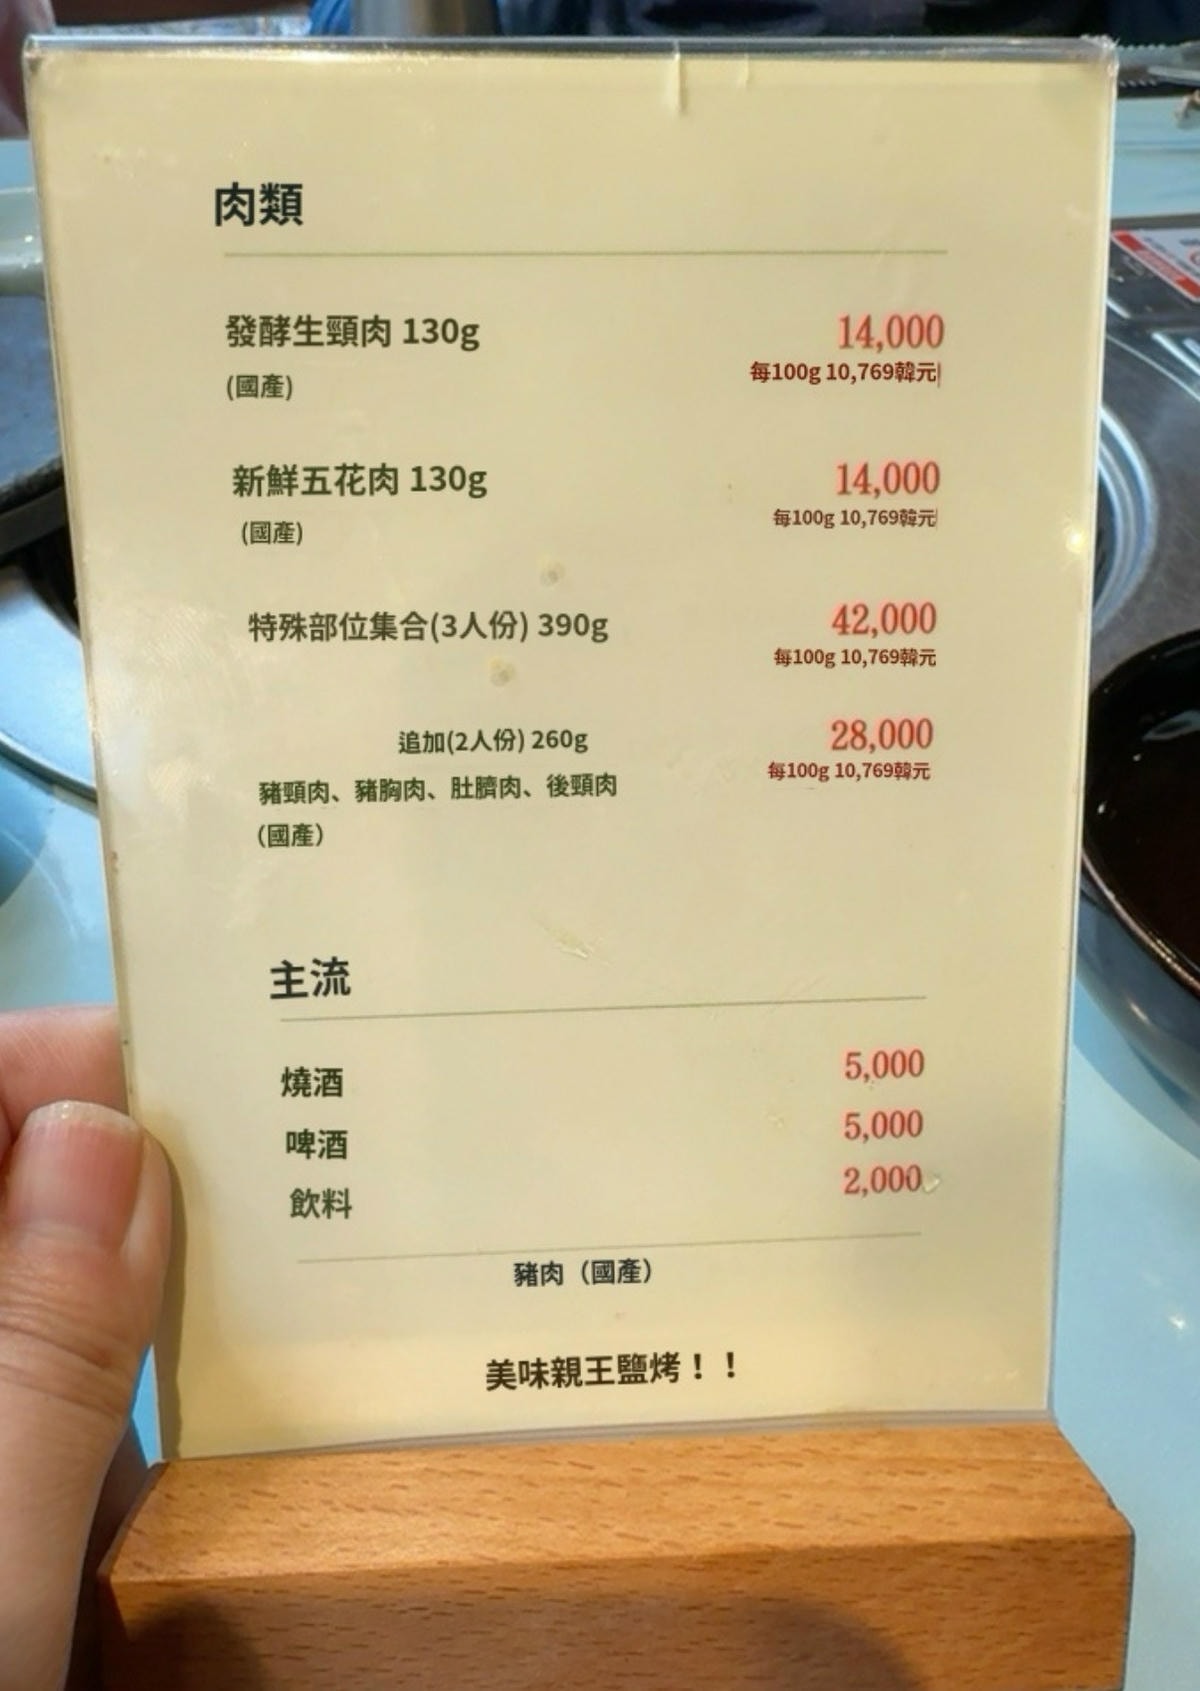 肉類
發酵生頸肉 130g 14,000
(國產) 每100g 10,769韓元
新鮮五花肉 130g 14,000
(國產) 每100g 10,769韓元
特殊部位集合(3人份) 390g 42,000
每100g 10,769韓元
追加(2人份) 260g 28,000
豬頸肉、豬胸肉、肚臍肉、後頸肉 每100g 10,769韓元
(國產)
主流
燒酒 5,000
啤酒 5,000
飲料 2,000
豬肉（國產）
美味親王鹽烤！！